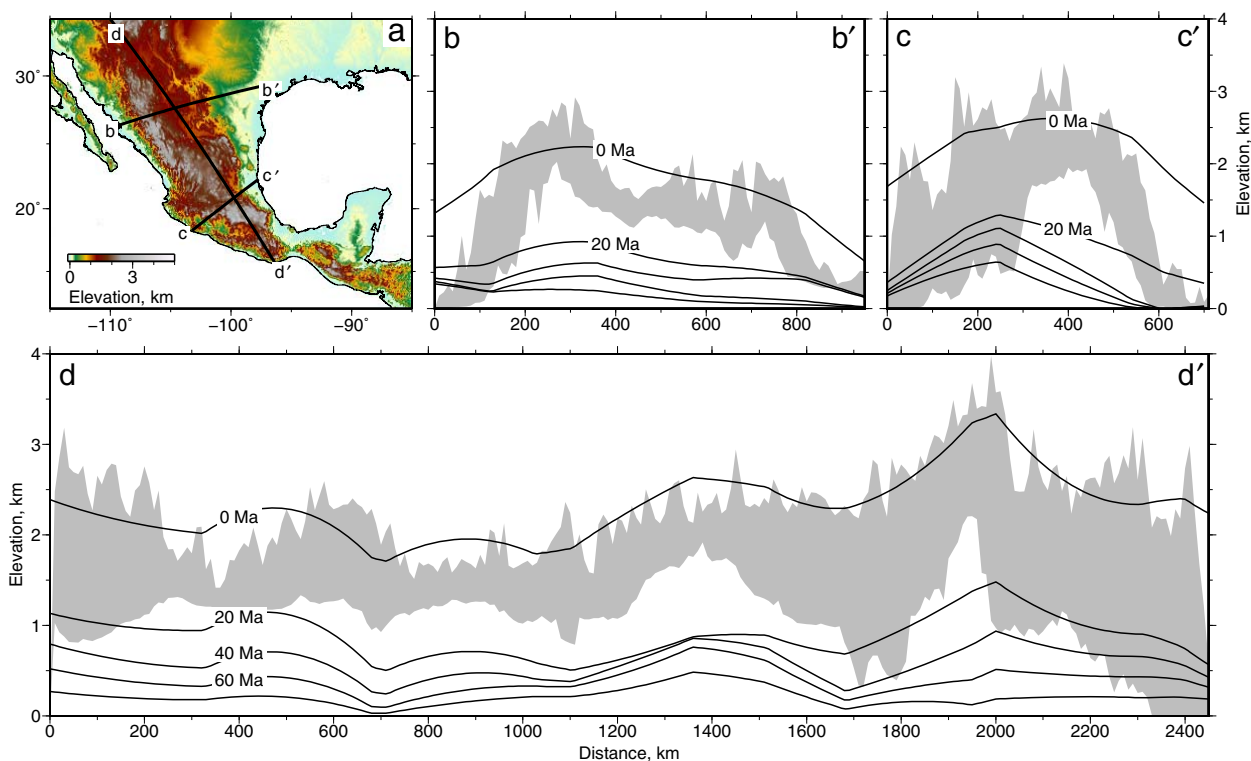 a
d
b′
b
c′
c
d′
30˚
20˚
0 3
Elevation, km
−110˚ −100˚ −90˚
b b′
0 Ma
20 Ma
0 200 400 600 800
c c′
0 Ma
20 Ma
0 200 400 600
4
3
2
1
0
Elevation, km
d d′
4
3
2
1
0
Elevation, km
0 Ma
20 Ma
40 Ma
60 Ma
0 200 400 600 800 1000 1200 1400 1600 1800 2000 2200 2400
Distance, km